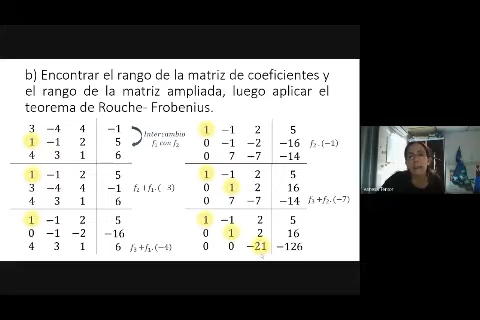 b) Encontrar el rango de la matriz de coeficientes y
el rango de la matriz ampliada, luego aplicar el
teorema de Rouche- Frobenius.
3 −4 4 −1
1 −1 2 5
4 3 1 6
Intercambio
f₁ con f₂
1 −1 2 5
3 −4 4 −1 f₂+f₁.(−3)
4 3 1 6
1 −1 2 5
0 −1 −2 −16
4 3 1 6 f₃+f₁.(−4)
1 −1 2 5
0 −1 −2 −16 f₂.(−1)
0 7 −7 −14
1 −1 2 5
0 1 2 16
0 7 −7 −14 f₃+f₂.(−7)
1 −1 2 5
0 1 2 16
0 0 −21 −126